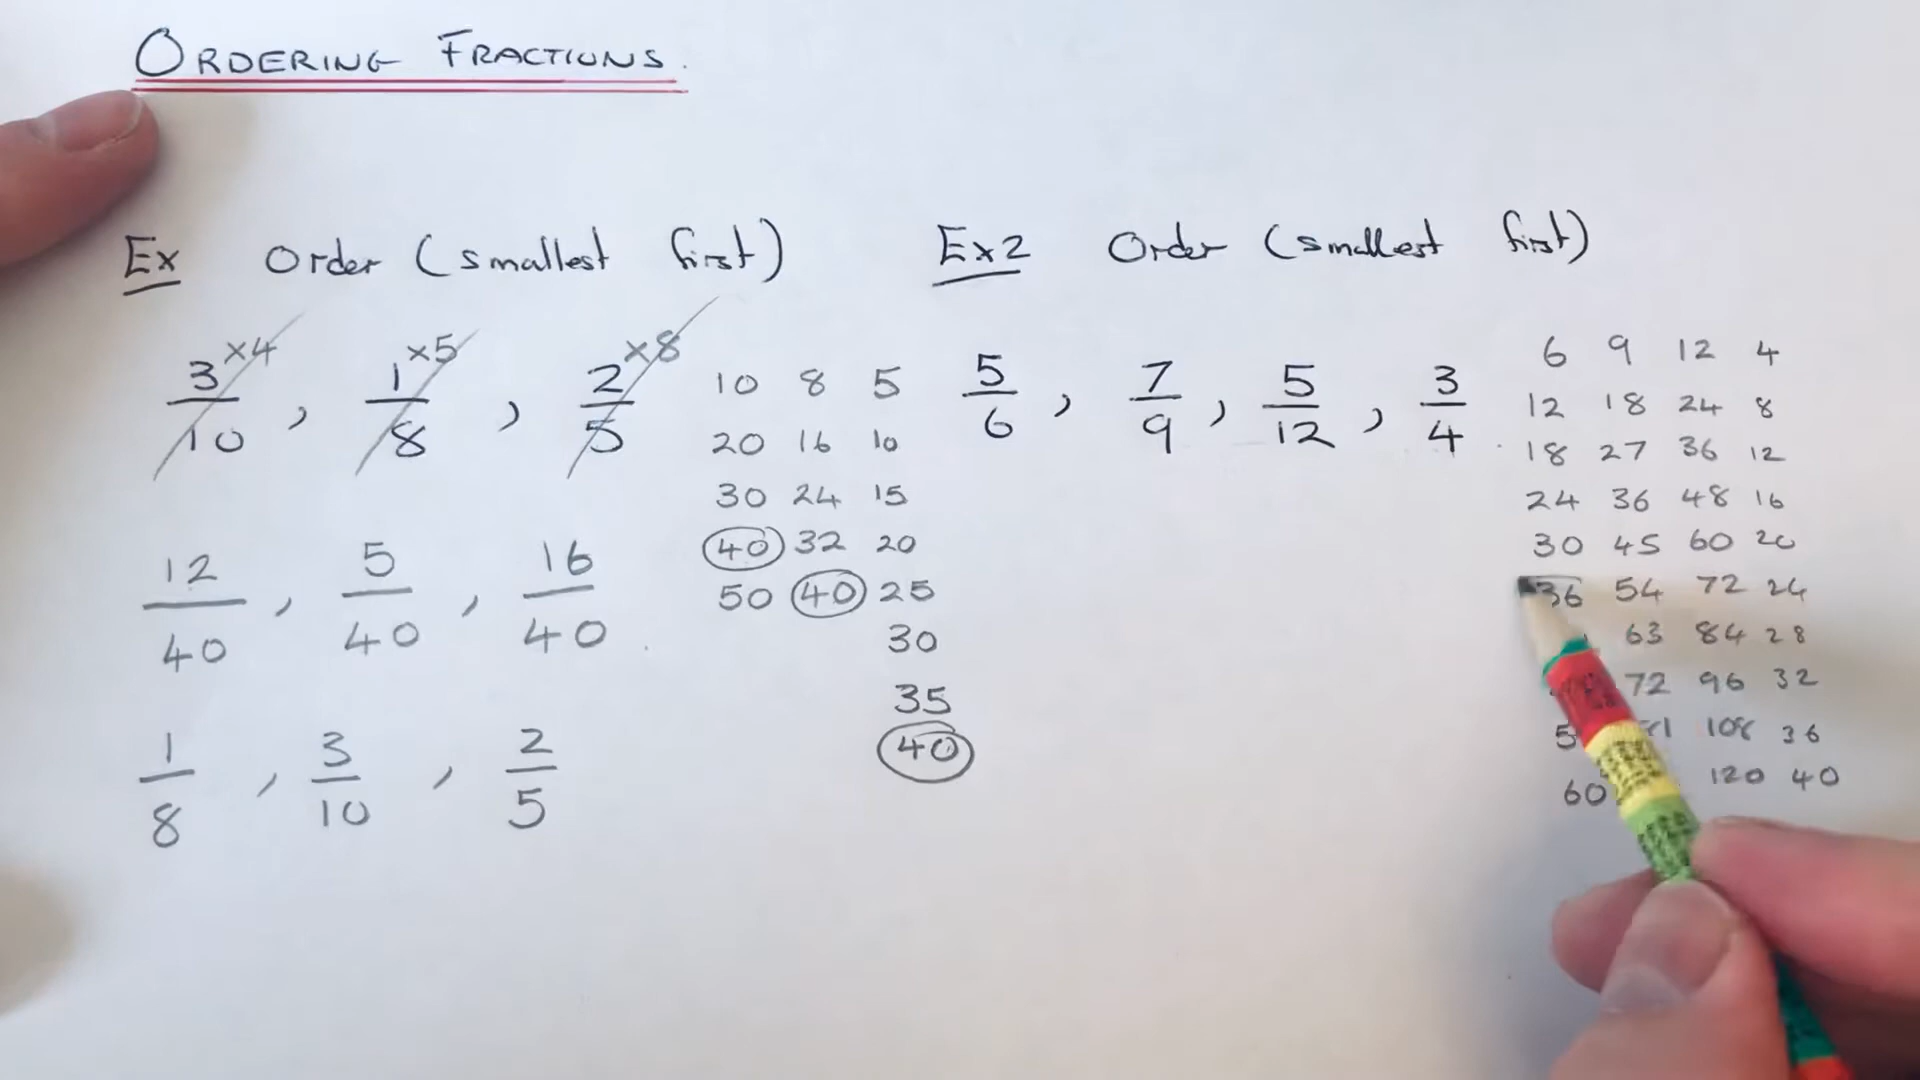 ORDERING FRACTIONS.
Ex Order (smallest first)
3/10 ×4 , 1/8 ×5 , 2/5 ×8
12/40 , 5/40 , 16/40
1/8 , 3/10 , 2/5
10 8 5
20 16 10
30 24 15
40 32 20
50 40 25
30
35
40
Ex2 Order (smallest first)
5/6 , 7/9 , 5/12 , 3/4
6 9 12 4
12 18 24 8
18 27 36 12
24 36 48 16
30 45 60 20
36 54 72 24
63 84 28
72 96 32
108 36
60 120 40